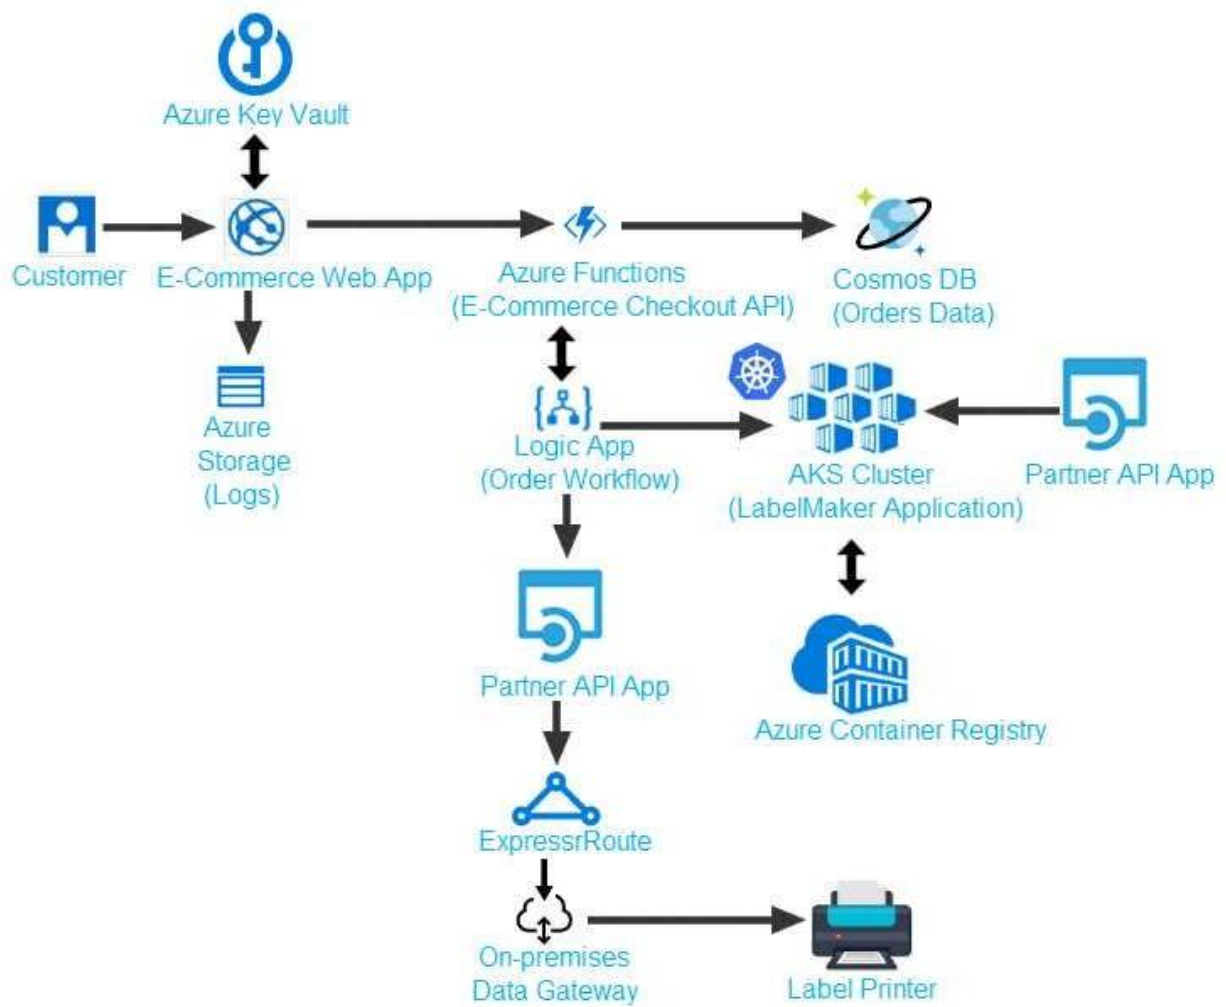 Azure Key Vault
Customer
E-Commerce Web App
Azure Functions
(E-Commerce Checkout API)
Cosmos DB
(Orders Data)
Azure
Storage
(Logs)
Logic App
(Order Workflow)
AKS Cluster
(LabelMaker Application)
Partner API App
Partner API App
Azure Container Registry
ExpressrRoute
On-premises
Data Gateway
Label Printer